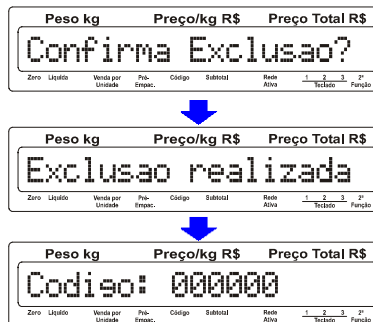 Peso kg Preço/kg R$ Preço Total R$
Confirma Exclusao?
Zero Líquido Venda por Unidade Pré-Empac. Código Subtotal Rede Ativa 1 2 3 Teclado 2ª Função
Peso kg Preço/kg R$ Preço Total R$
Exclusao realizada
Zero Líquido Venda por Unidade Pré-Empac. Código Subtotal Rede Ativa 1 2 3 Teclado 2ª Função
Peso kg Preço/kg R$ Preço Total R$
Codigo: 000000
Zero Líquido Venda por Unidade Pré-Empac. Código Subtotal Rede Ativa 1 2 3 Teclado 2ª Função